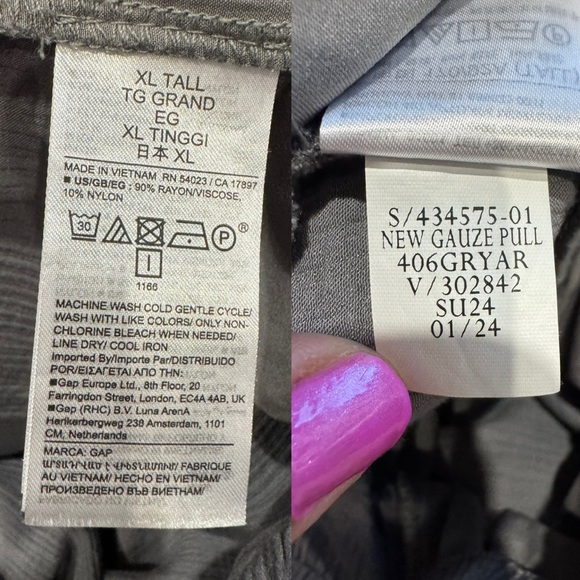 XL TALL
TG GRAND
EG
XL TINGGI
日本 XL
MADE IN VIETNAM RN 54023 / CA 17897
■ US/GB/EG : 90% RAYON/VISCOSE,
10% NYLON
30
P
1166
MACHINE WASH COLD GENTLE CYCLE/
WASH WITH LIKE COLORS/ ONLY NON-
CHLORINE BLEACH WHEN NEEDED/
LINE DRY/ COOL IRON
Imported By/Importe Par/DISTRIBUIDO
POR/ΕΙΣΑΓΕΤΑΙ ΑΠΟ:
■Gap Europe Ltd., 8th Floor, 20
Farringdon Street, London, EC4A 4AB, UK
■Gap (RHC) B.V. Luna ArenA
Herikerbergweg 238 Amsterdam, 1101
CM, Netherlands
MARCA: GAP
FABRIQUE
AU VIETNAM/ HECHO EN VIETNAM/
ПРОИЗВЕДЕНО ВЪВ ВИЕТНАМ/
S/434575-01
NEW GAUZE PULL
406GRYAR
V/302842
SU24
01/24